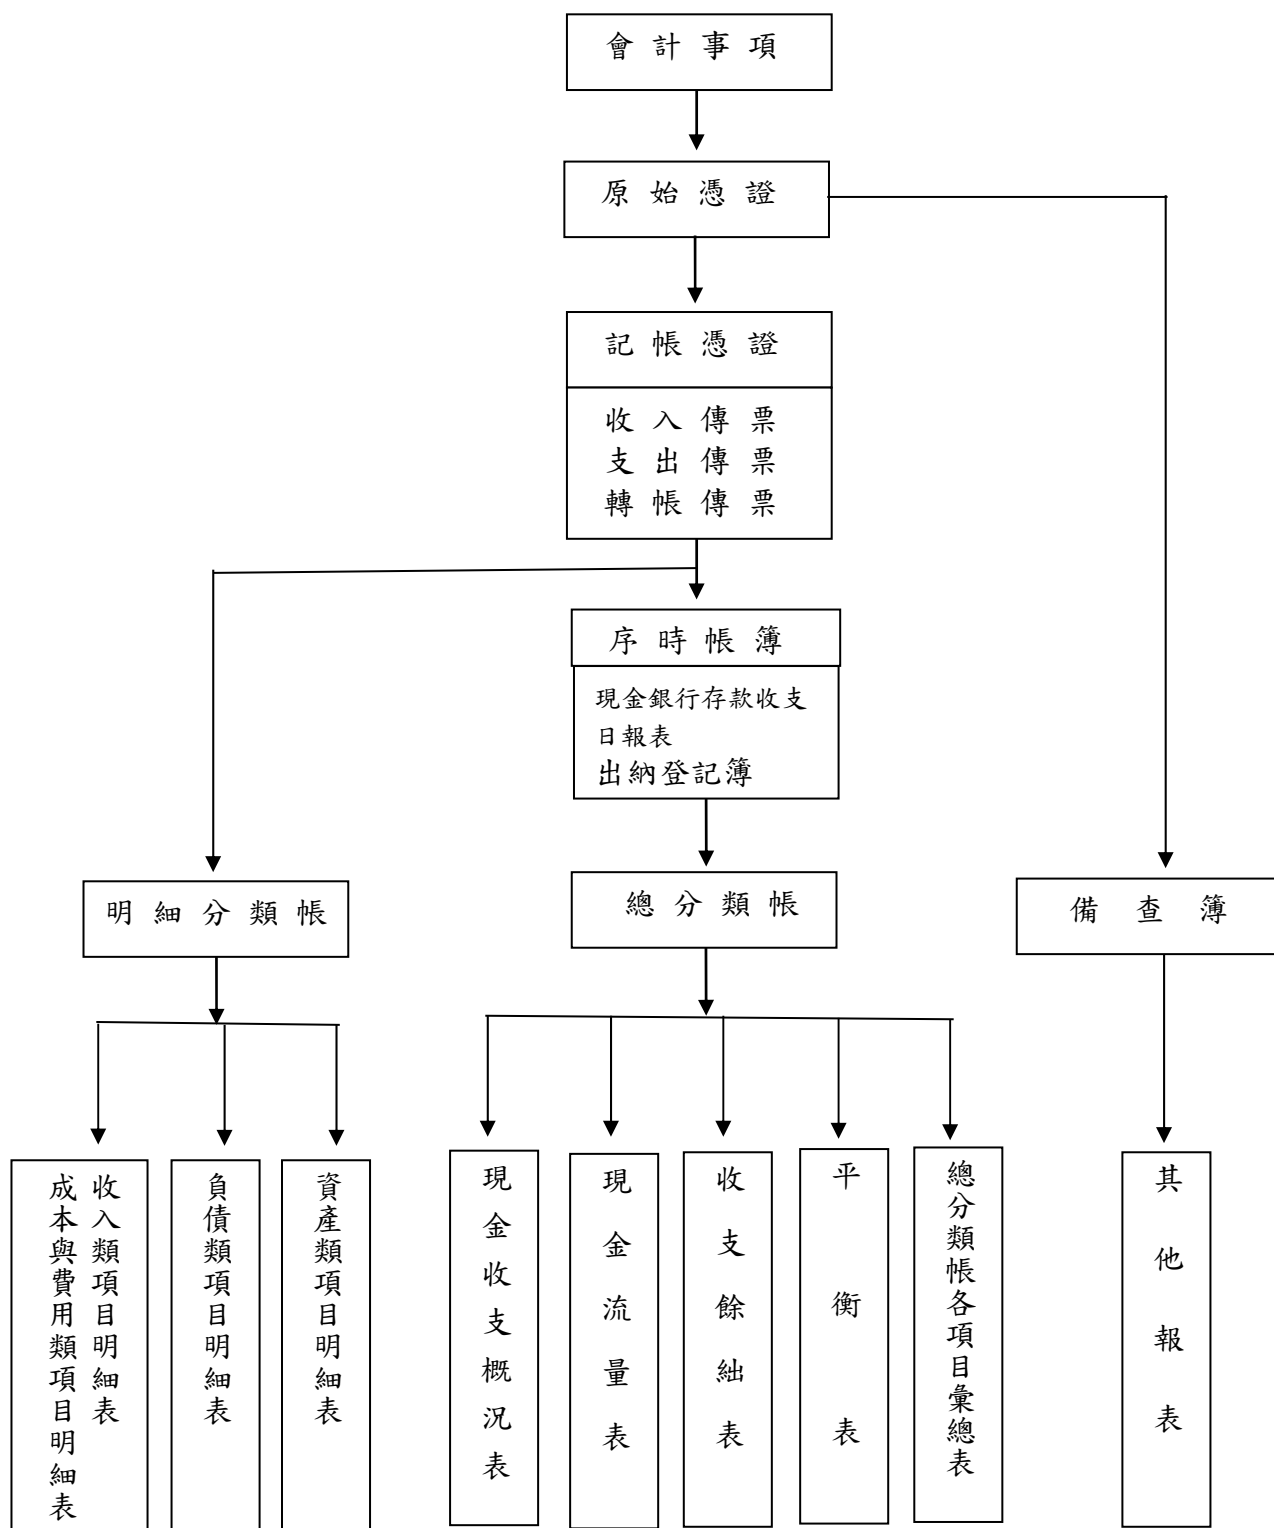 會計事項
原始憑證
記帳憑證
收入傳票
支出傳票
轉帳傳票
序時帳簿
現金銀行存款收支
日報表
出納登記簿
明細分類帳
總分類帳
備查簿
收入類項目明細表
成本與費用類項目明細表
負債類項目明細表
資產類項目明細表
現金收支概況表
現金流量表
收支餘絀表
平衡表
總分類帳各項目彙總表
其他報表